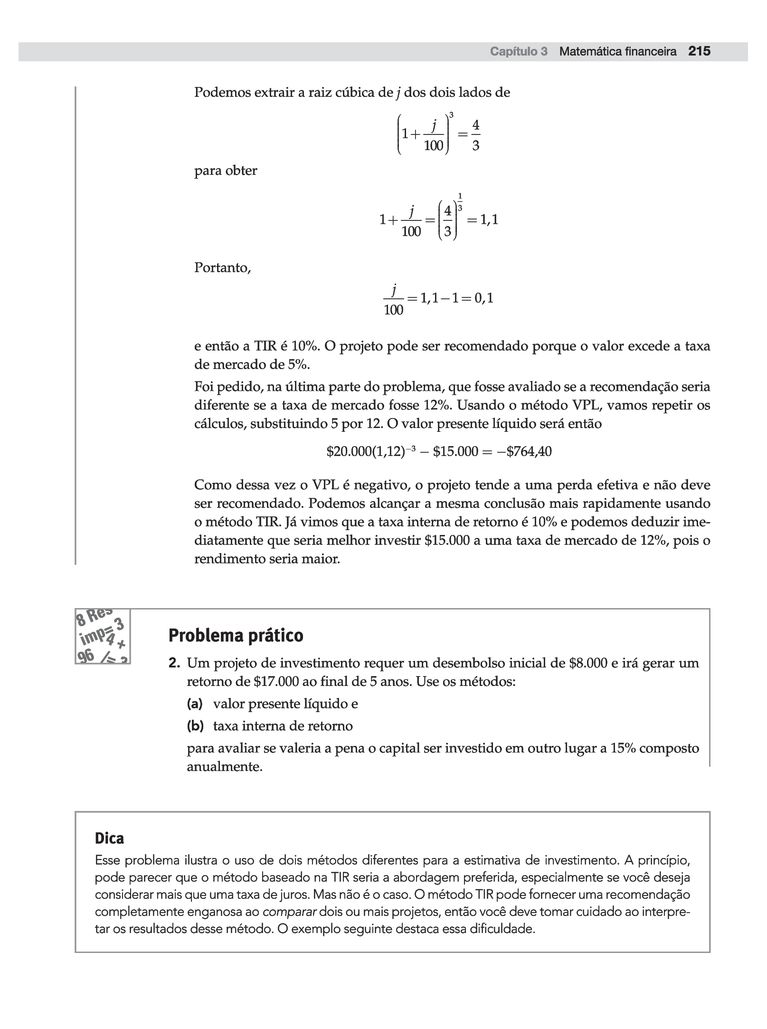 Capítulo 3 Matemática financeira 215
Podemos extrair a raiz cúbica de j dos dois lados de
(1 + j/100)^3 = 4/3
para obter
1 + j/100 = (4/3)^(1/3) = 1,1
Portanto,
j/100 = 1,1 − 1 = 0,1
e então a TIR é 10%. O projeto pode ser recomendado porque o valor excede a taxa
de mercado de 5%.
Foi pedido, na última parte do problema, que fosse avaliado se a recomendação seria
diferente se a taxa de mercado fosse 12%. Usando o método VPL, vamos repetir os
cálculos, substituindo 5 por 12. O valor presente líquido será então
$20.000(1,12)^−3 − $15.000 = −$764,40
Como dessa vez o VPL é negativo, o projeto tende a uma perda efetiva e não deve
ser recomendado. Podemos alcançar a mesma conclusão mais rapidamente usando
o método TIR. Já vimos que a taxa interna de retorno é 10% e podemos deduzir ime-
diatamente que seria melhor investir $15.000 a uma taxa de mercado de 12%, pois o
rendimento seria maior.
8 Res
imp= 3
4 +
96 /= 2
Problema prático
2. Um projeto de investimento requer um desembolso inicial de $8.000 e irá gerar um
retorno de $17.000 ao final de 5 anos. Use os métodos:
(a) valor presente líquido e
(b) taxa interna de retorno
para avaliar se valeria a pena o capital ser investido em outro lugar a 15% composto
anualmente.
Dica
Esse problema ilustra o uso de dois métodos diferentes para a estimativa de investimento. A princípio,
pode parecer que o método baseado na TIR seria a abordagem preferida, especialmente se você deseja
considerar mais que uma taxa de juros. Mas não é o caso. O método TIR pode fornecer uma recomendação
completamente enganosa ao comparar dois ou mais projetos, então você deve tomar cuidado ao interpre-
tar os resultados desse método. O exemplo seguinte destaca essa dificuldade.